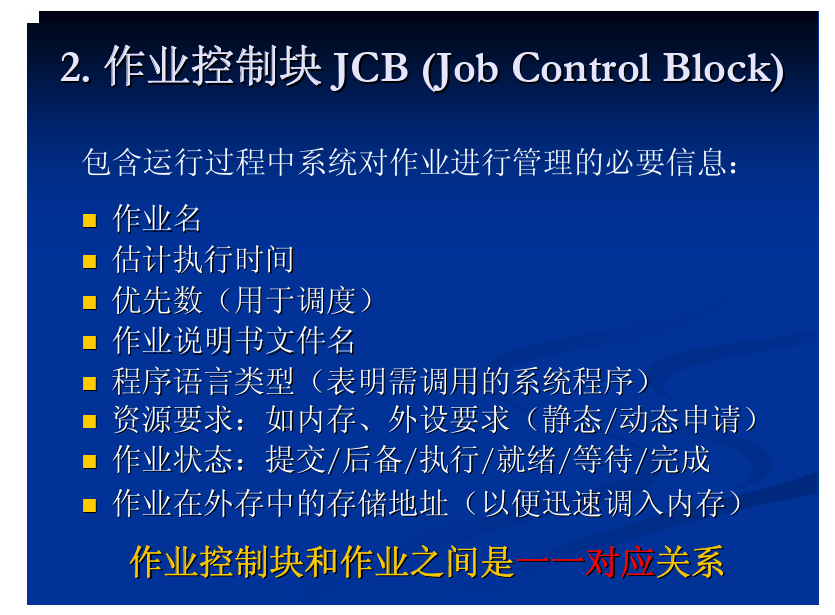 2. 作业控制块 JCB (Job Control Block)
包含运行过程中系统对作业进行管理的必要信息：
作业名
估计执行时间
优先数（用于调度）
作业说明书文件名
程序语言类型（表明需调用的系统程序）
资源要求：如内存、外设要求（静态/动态申请）
作业状态：提交/后备/执行/就绪/等待/完成
作业在外存中的存储地址（以便迅速调入内存）
作业控制块和作业之间是一一对应关系